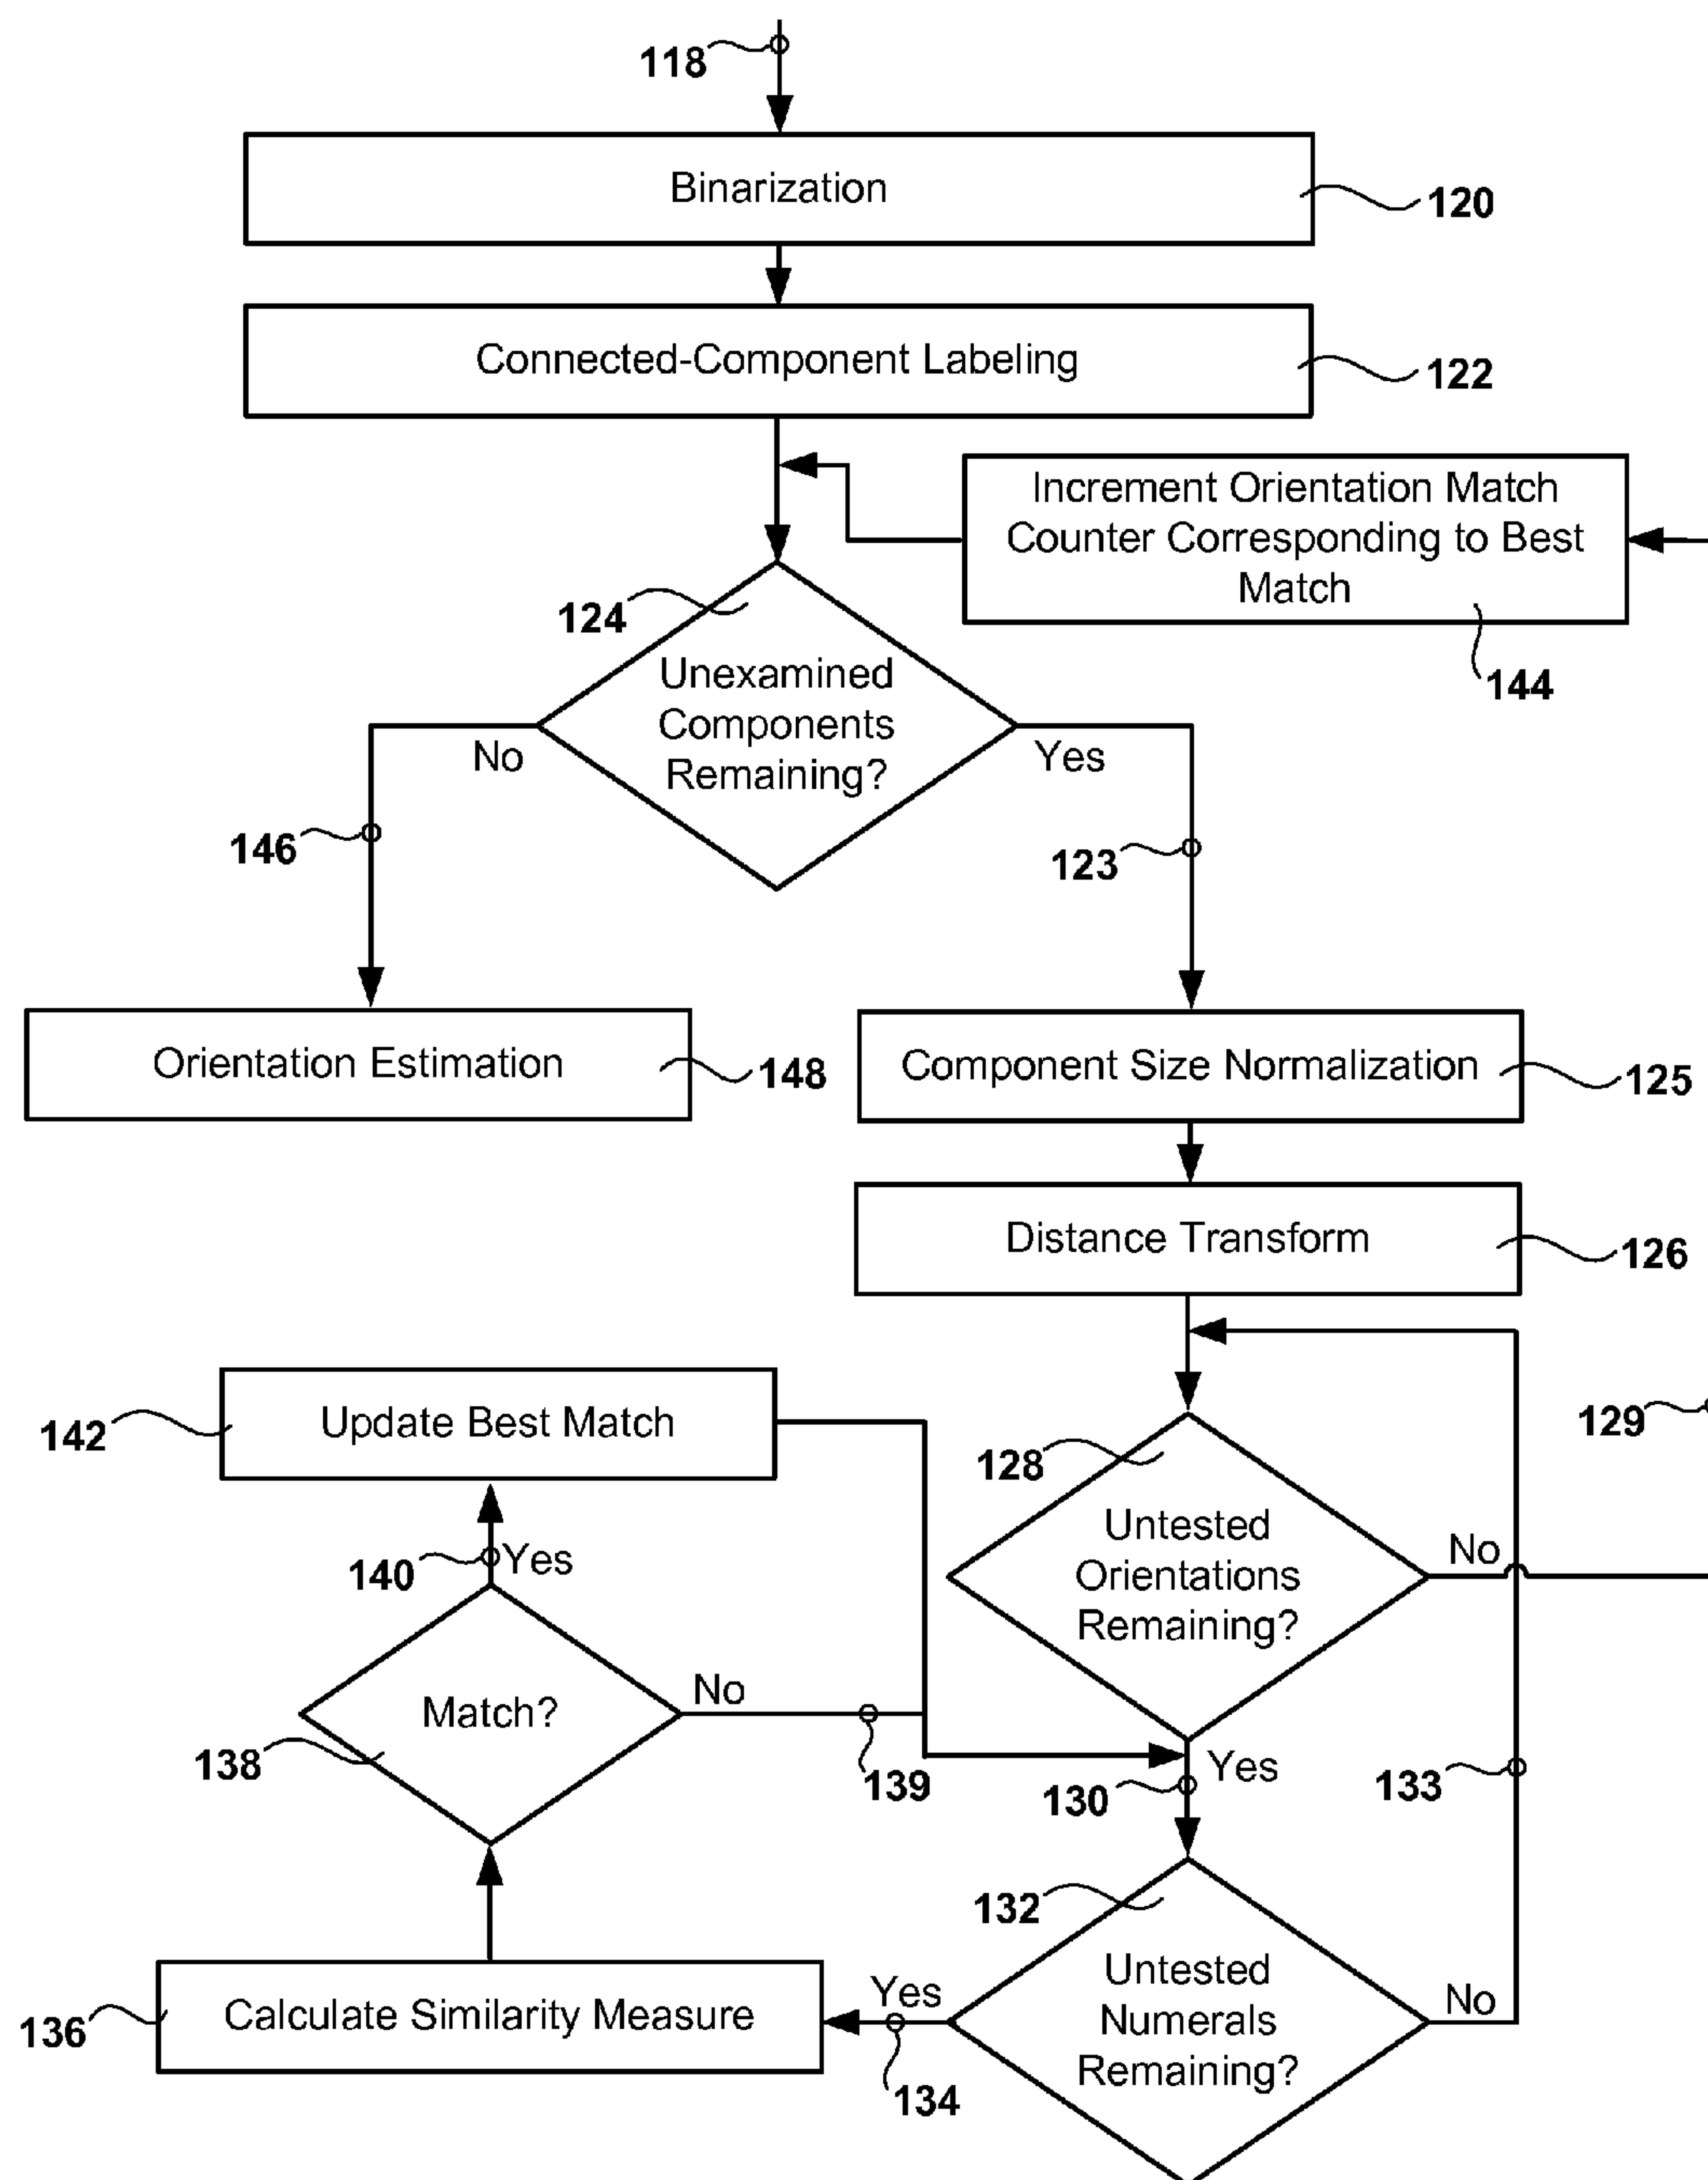 118
Binarization
120
Connected-Component Labeling
122
Increment Orientation Match
Counter Corresponding to Best
Match
144
124
Unexamined
Components
Remaining?
No
Yes
146
123
Orientation Estimation
148
Component Size Normalization
125
Distance Transform
126
142
Update Best Match
129
128
Untested
Orientations
Remaining?
No
140
Yes
Match?
No
138
139
Yes
130
133
132
Untested
Numerals
Remaining?
No
Yes
134
Calculate Similarity Measure
136